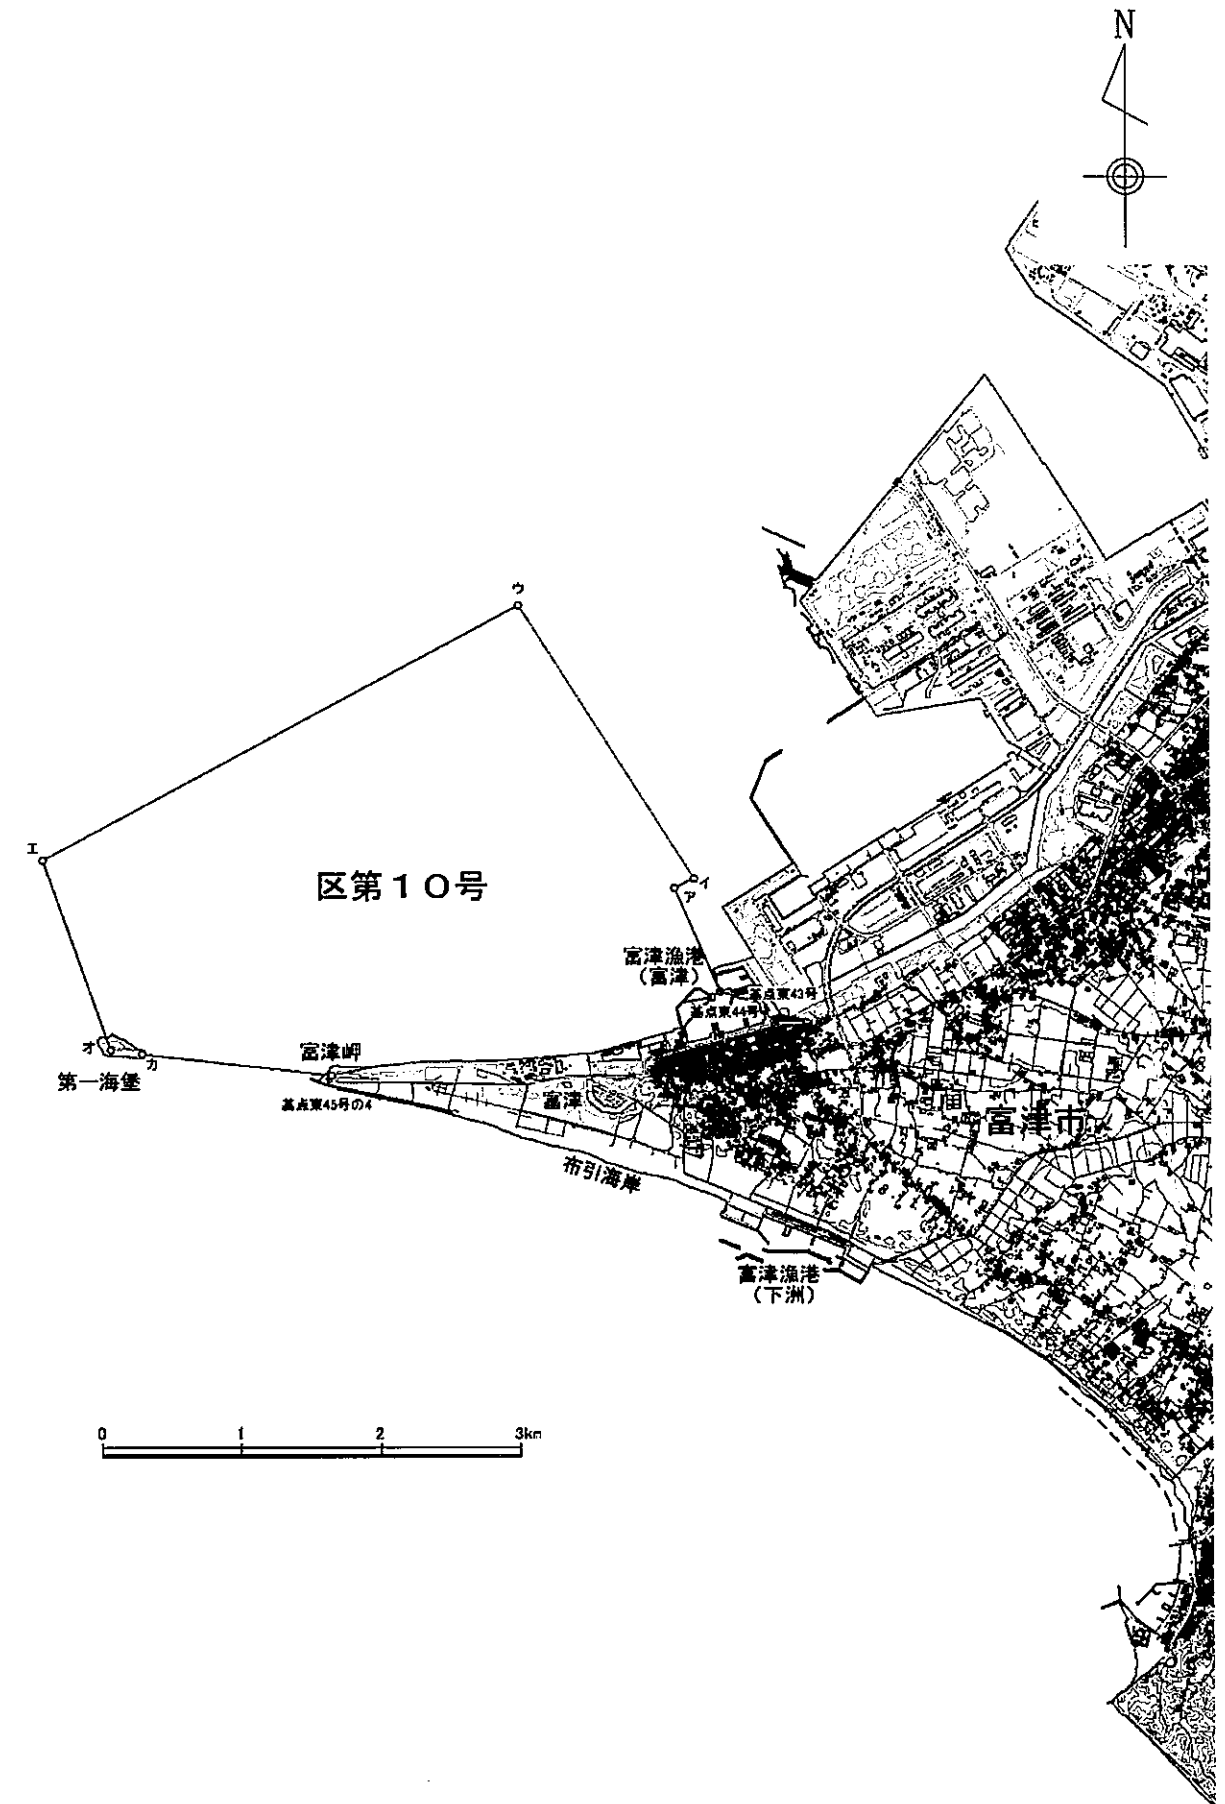 N
ウ
エ
区第10号
イ
ア
富津漁港
(富津)
基点東43号
基点東44号
オ
カ
富津岬
第一海堡
基点東45号の4
富津
富津市
布引海岸
富津漁港
(下洲)
0 1 2 3km